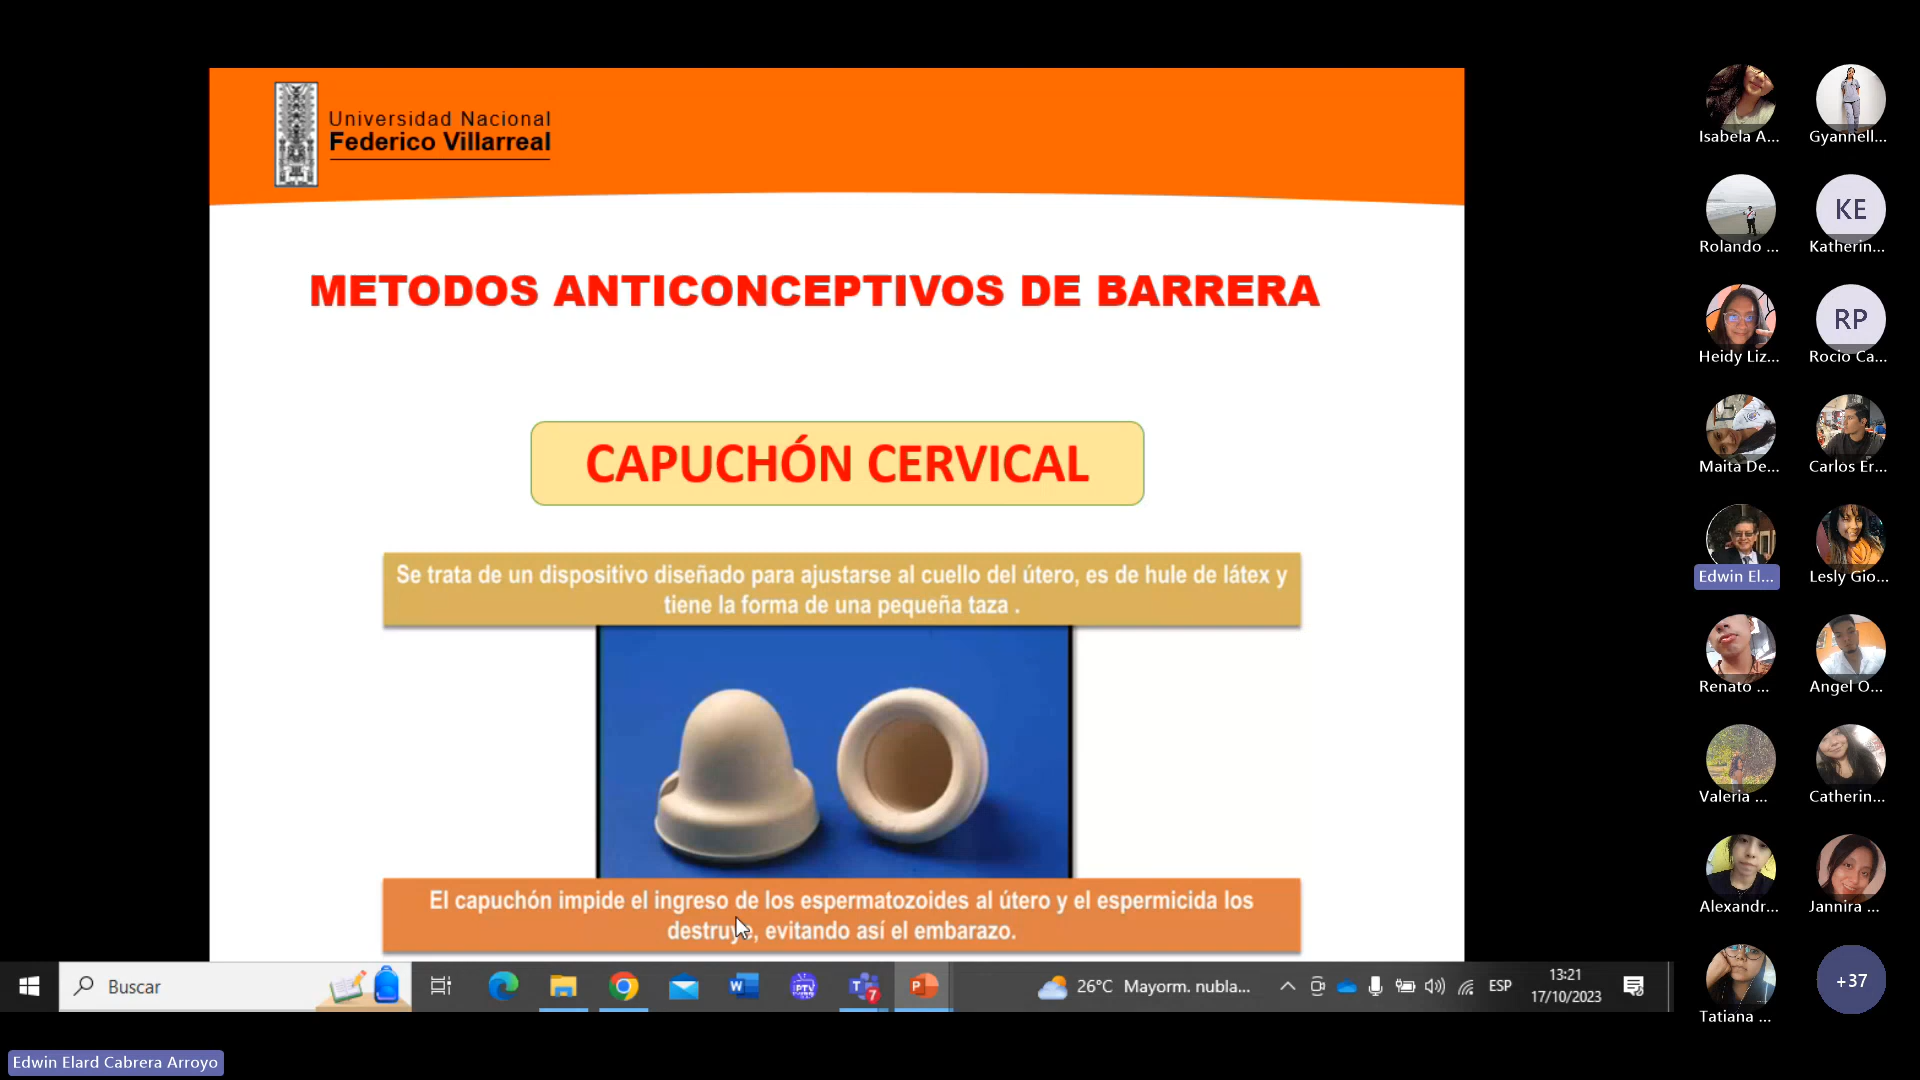 Universidad Nacional
Federico Villarreal
METODOS ANTICONCEPTIVOS DE BARRERA
CAPUCHÓN CERVICAL
Se trata de un dispositivo diseñado para ajustarse al cuello del útero, es de hule de látex y
tiene la forma de una pequeña taza .
El capuchón impide el ingreso de los espermatozoides al útero y el espermicida los
destruye, evitando así el embarazo.
Buscar
7
26°C Mayorm. nubla...
ESP
13:21
17/10/2023
Isabela A...
Gyannell...
Rolando ...
KE
Katherin...
Heidy Liz...
RP
Rocio Ca...
Maita De...
Carlos Er...
Edwin El...
Lesly Gio...
Renato ...
Angel O...
Valeria ...
Catherin...
Alexandr...
Jannira ...
Tatiana ...
+37
Edwin Elard Cabrera Arroyo